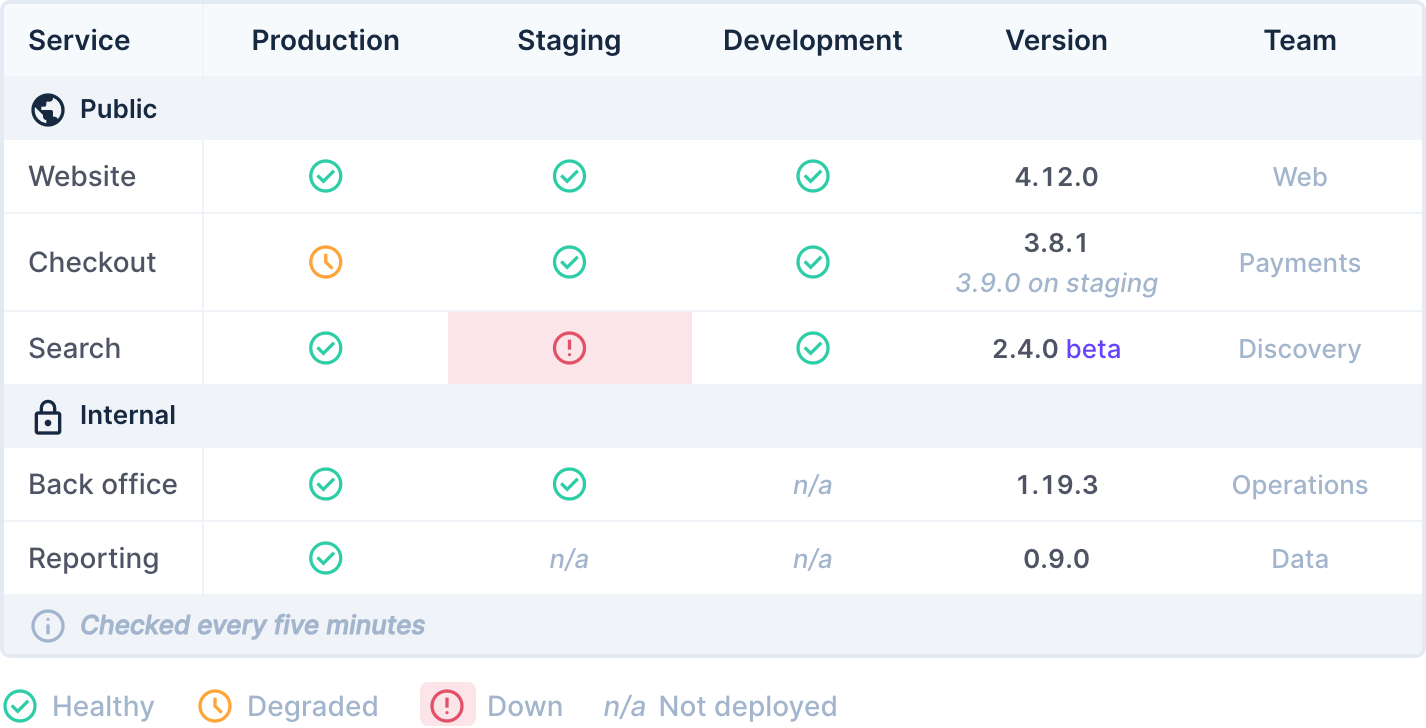 Service Production Staging Development Version Team
Public
Website 4.12.0 Web
Checkout 3.8.1 Payments
3.9.0 on staging
Search 2.4.0 beta Discovery
Internal
Back office n/a 1.19.3 Operations
Reporting n/a n/a 0.9.0 Data
Checked every five minutes
Healthy Degraded Down n/a Not deployed